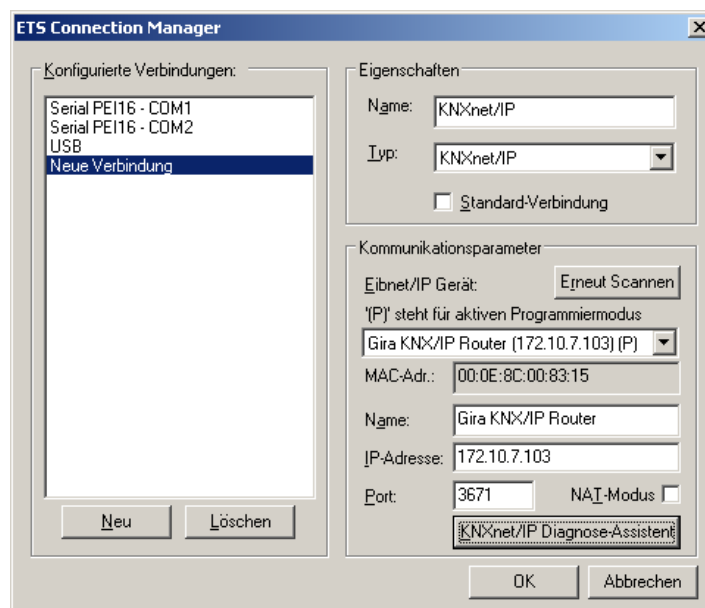 ETS Connection Manager
Konfigurierte Verbindungen:
Serial PEI16 - COM1
Serial PEI16 - COM2
USB
Neue Verbindung
Neu
Löschen
Eigenschaften
Name:
KNXnet/IP
Typ:
KNXnet/IP
Standard-Verbindung
Kommunikationsparameter
Eibnet/IP Gerät:
Erneut Scannen
'(P)' steht für aktiven Programmiermodus
Gira KNX/IP Router (172.10.7.103) (P)
MAC-Adr.:
00:0E:8C:00:83:15
Name:
Gira KNX/IP Router
IP-Adresse:
172.10.7.103
Port:
3671
NAT-Modus
KNXnet/IP Diagnose-Assistent
OK
Abbrechen